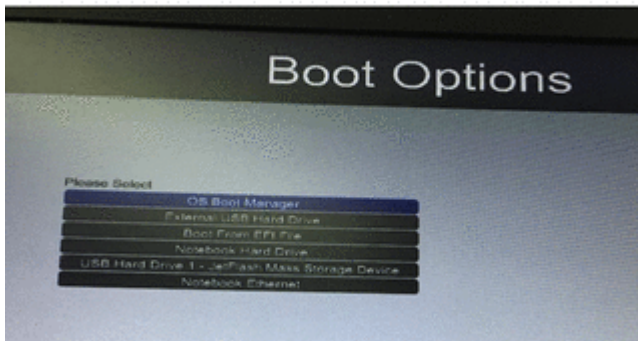 Boot Options
Please Select
OS Boot Manager
External USB Hard Drive
Boot From EFI File
Notebook Hard Drive
USB Hard Drive 1 - JetFlash Mass Storage Device
Notebook Ethernet